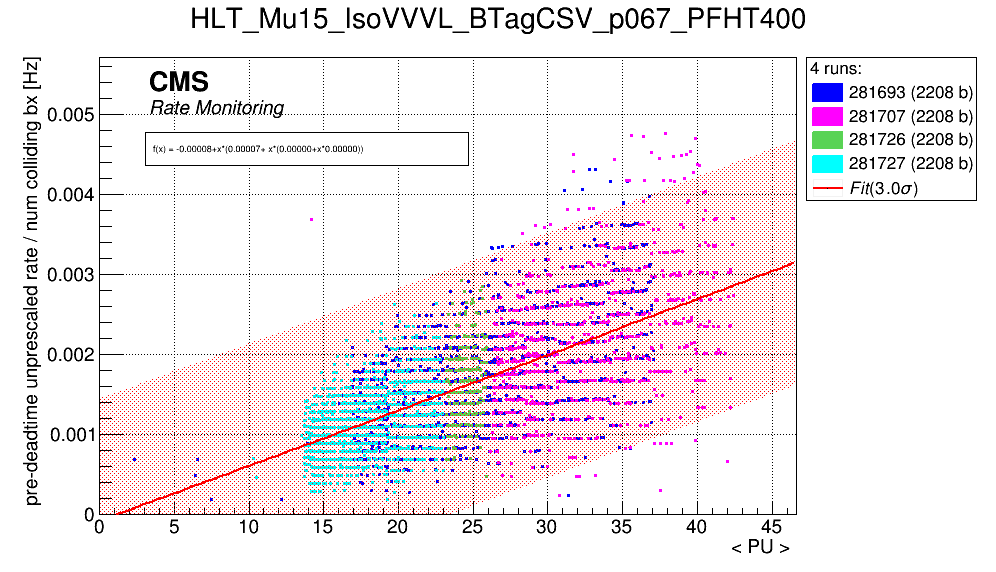 HLT_Mu15_IsoVVVL_BTagCSV_p067_PFHT400
CMS
Rate Monitoring
f(x) = -0.00008+x*(0.00007+ x*(0.00000+x*0.00000))
pre-deadtime unprescaled rate / num colliding bx [Hz]
0.005
0.004
0.003
0.002
0.001
0
0 5 10 15 20 25 30 35 40 45
< PU >
4 runs:
281693 (2208 b)
281707 (2208 b)
281726 (2208 b)
281727 (2208 b)
Fit(3.0σ)